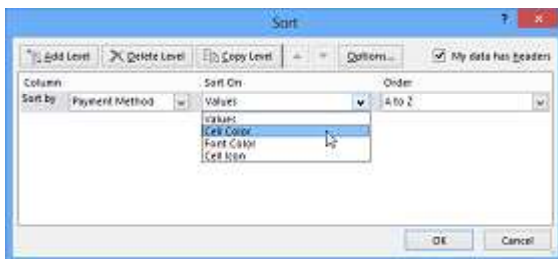 Sort ?
Add Level Delete Level Copy Level Options... My data has headers
Column Sort On Order
Sort by Payment Method Values A to Z
Values
Cell Color
Font Color
Cell Icon
OK Cancel